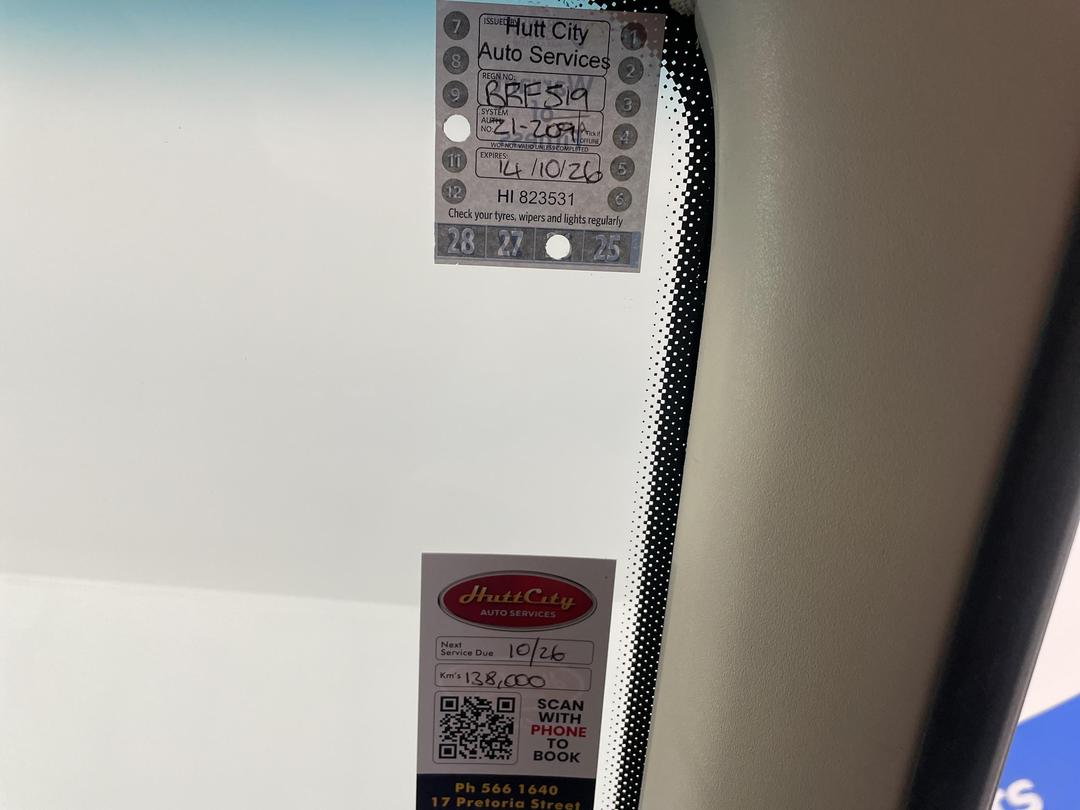 7
ISSUED BY
Hutt City
1
8
Auto Services
2
9
REGN NO:
BRF519
3
SYSTEM
AUTH
NO:
21-209
Tick if
OFFLINE
4
WOF NOT VALID UNLESS COMPLETED
11
EXPIRES:
14/10/26
5
12
HI 823531
6
Check your tyres, wipers and lights regularly
28 27 25
HuttCity
AUTO SERVICES
Next
Service Due 10/26
Km's 138,000
SCAN
WITH
PHONE
TO
BOOK
Ph 566 1640
17 Pretoria Street